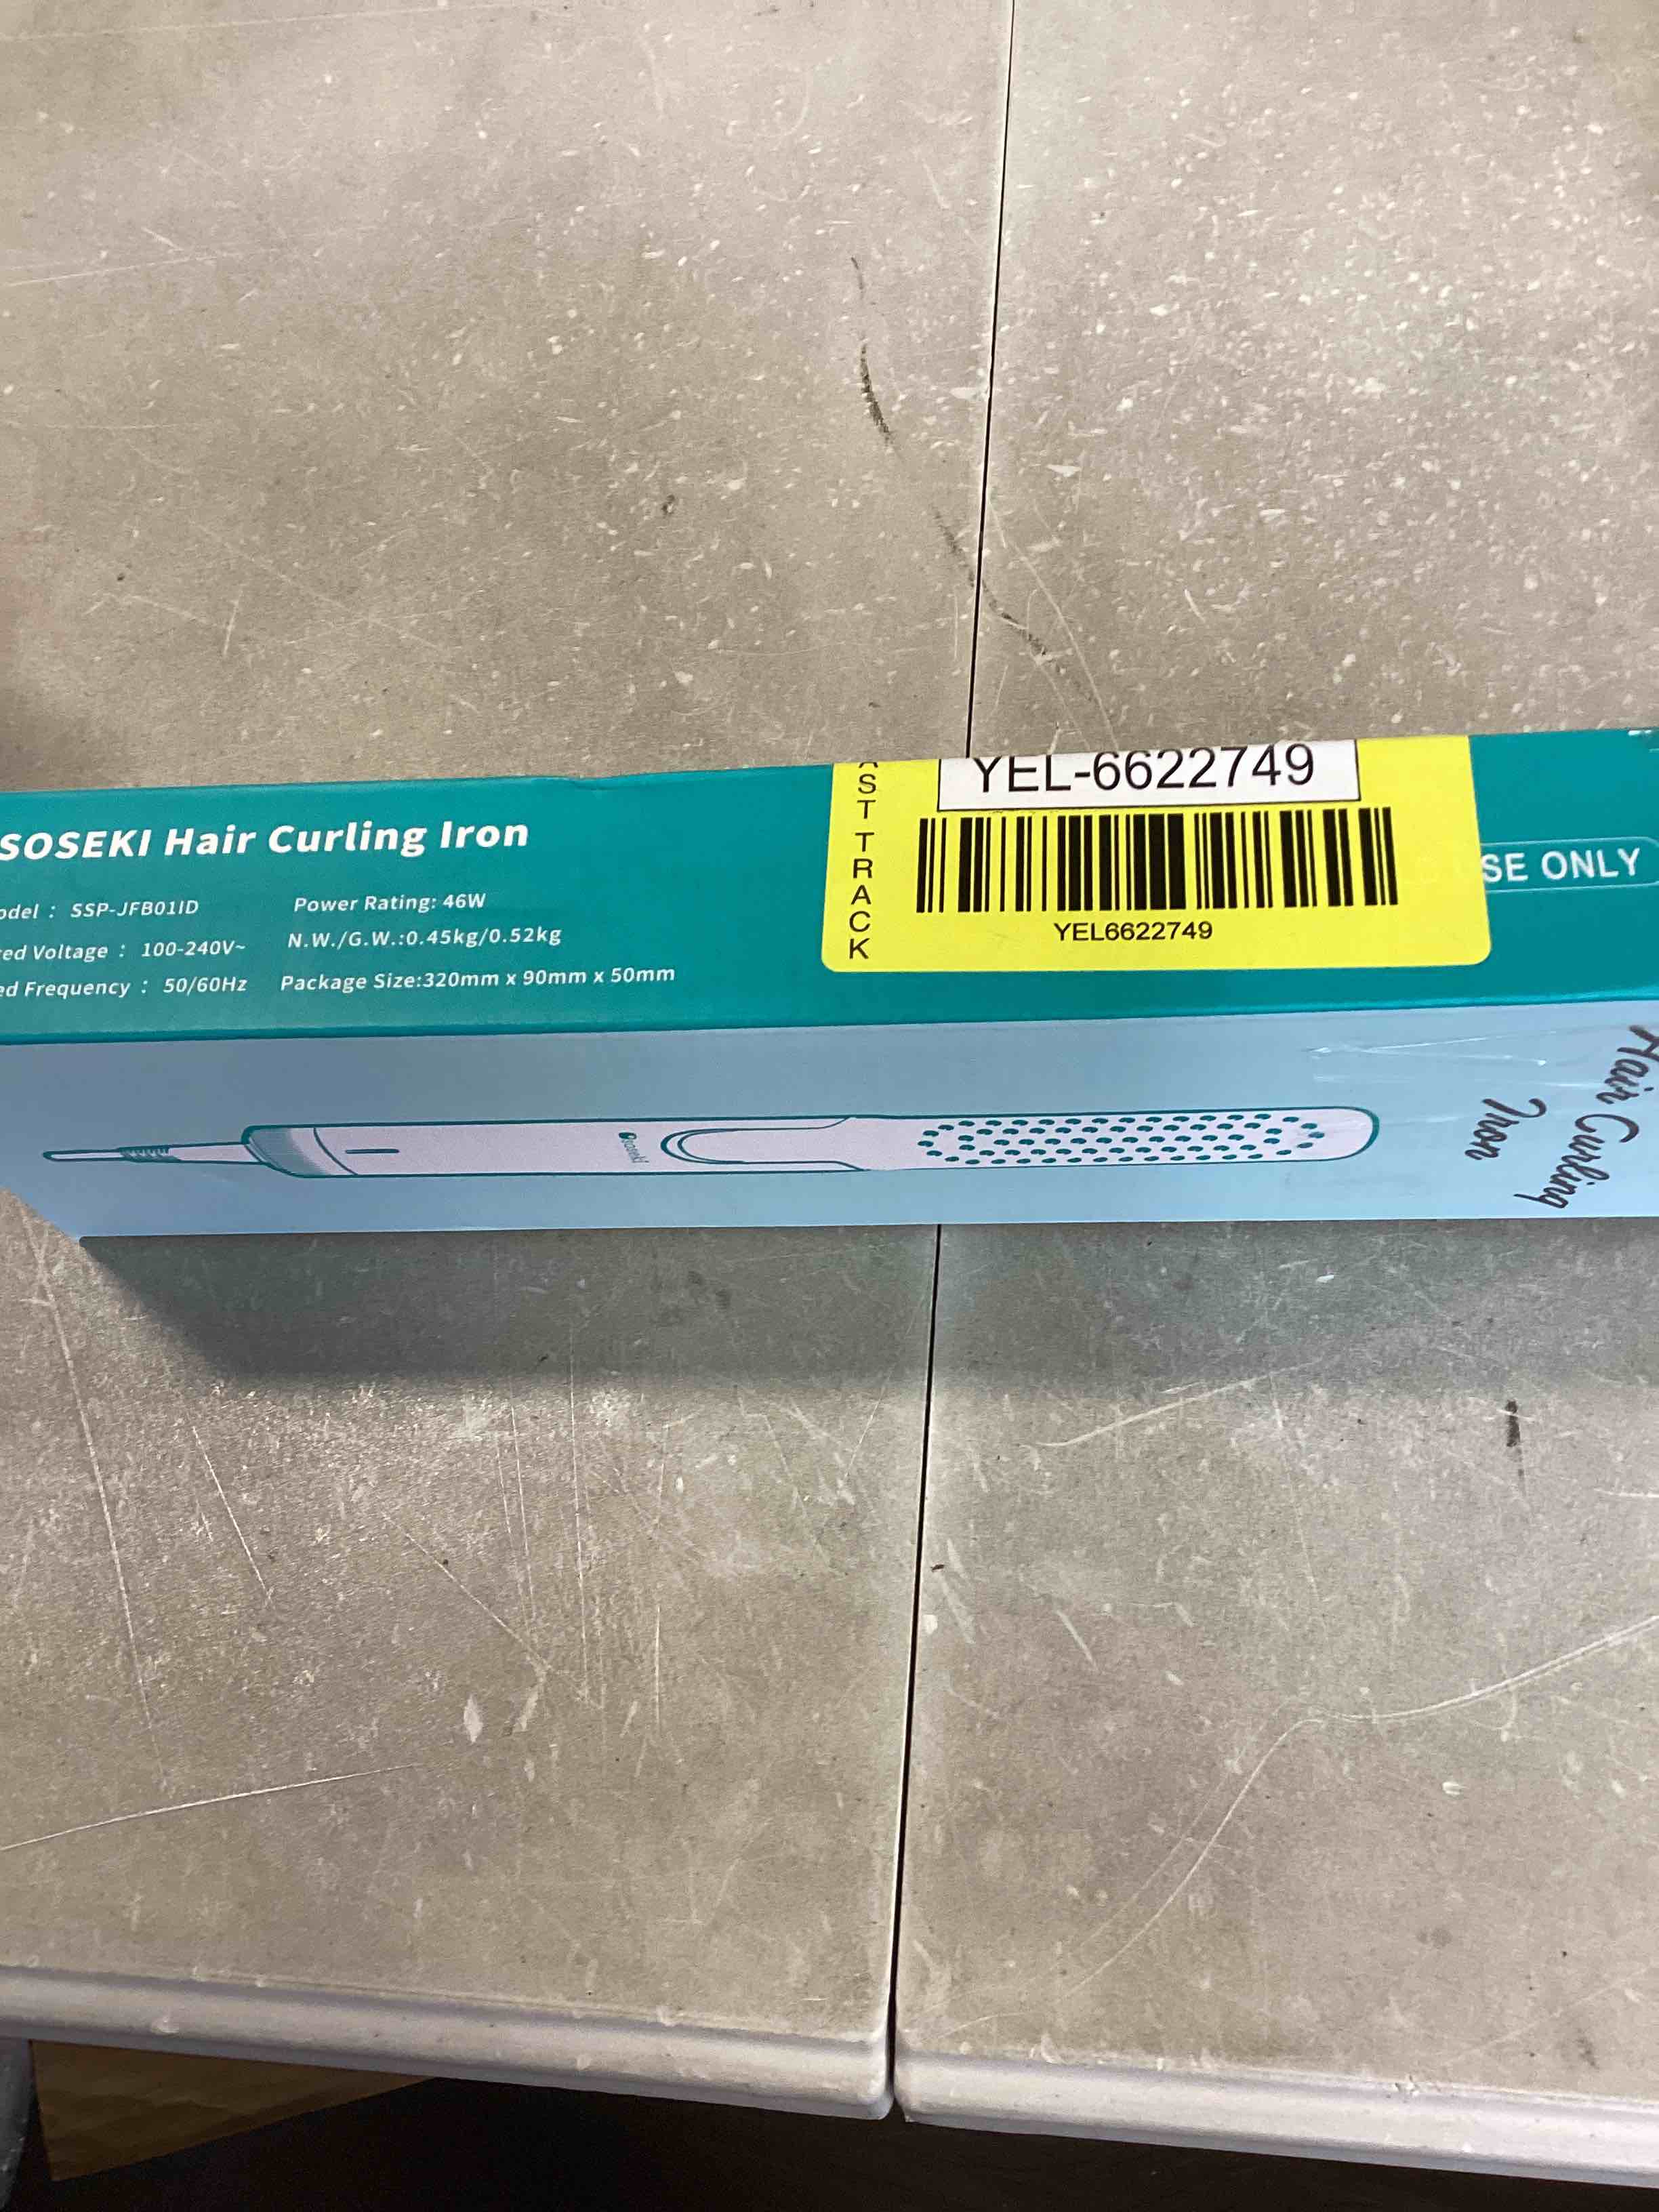 YEL-6622749
AST TRACK
YEL6622749
SE ONLY
SOSEKI Hair Curling Iron
odel : SSP-JFB01ID
Power Rating: 46W
ed Voltage : 100-240V~
N.W./G.W.:0.45kg/0.52kg
ed Frequency : 50/60Hz
Package Size:320mm x 90mm x 50mm
soseki
Hair Curling
Iron